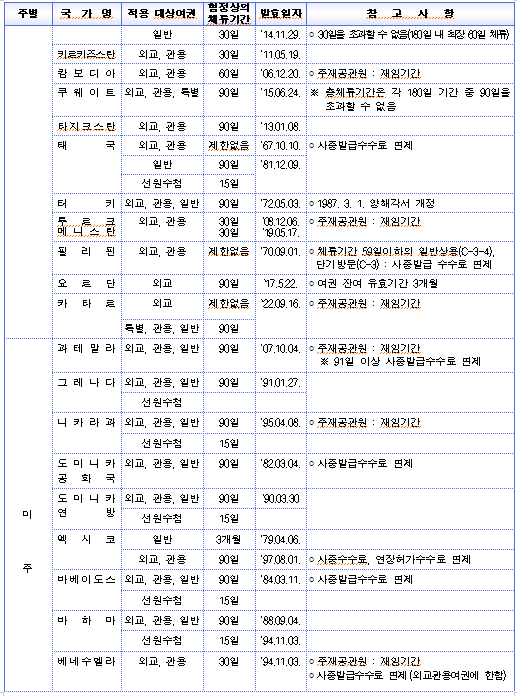 주별 국 가 명 적용 대상여권 협정상의 체류기간 발효일자 참 고 사 항
일반 30일 '14.11.29. ○ 30일을 초과할 수 없음(180일 내 최장 60일 체류)
키르키즈스탄 외교, 관용 30일 '11.05.19.
캄 보 디 아 외교, 관용 60일 '06.12.20. ○ 주재공관원 : 재임기간
쿠 웨 이 트 외교, 관용, 특별 90일 '15.06.24. ※ 총체류기간은 각 180일 기간 중 90일을
초과할 수 없음
타지크스탄 외교, 관용 90일 '13.01.08.
태 국 외교, 관용 제한없음 '67.10.10. ○ 사증발급수수료 면제
일반 90일 '81.12.09.
선원수첩 15일
터 키 외교, 관용, 일반 90일 '72.05.03. ○ 1987. 3. 1. 양해각서 개정
투 르 크 외교, 관용 30일 '08.12.06. ○ 주재공관원 : 재임기간
메 니 스 탄 30일 '19.05.17.
필 리 핀 외교, 관용 제한없음 '70.09.01. ○ 체류기간 59일이하의 일반상용(C-3-4),
단기방문(C-3) : 사증발급 수수료 면제
요 르 단 외교 90일 '17.5.22. ○ 여권 잔여 유효기간 3개월
카 타 르 외교 제한없음 '22.09.16. ○ 주재공관원 : 재임기간
특별, 관용, 일반 90일
미 주
과 테 말 라 외교, 관용, 일반 90일 '07.10.04. ○ 주재공관원 : 재임기간
※ 91일 이상 사증발급수수료 면제
그 레 나 다 외교, 관용, 일반 90일 '91.01.27.
선원수첩
니 카 라 과 외교, 관용, 일반 90일 '95.04.08. ○ 주재공관원 : 재임기간
선원수첩 15일
도 미 니 카 외교, 관용, 일반 90일 '82.03.04. ○ 사증발급수수료 면제
공 화 국
도 미 니 카 외교, 관용, 일반 90일 '90.03.30
연 방 선원수첩 15일
멕 시 코 일반 3개월 '79.04.06.
외교, 관용 90일 '97.08.01. ○ 사증수수료, 연장허가수수료 면제
바베이도스 외교, 관용, 일반 90일 '84.03.11. ○ 사증발급수수료 면제
선원수첩 15일
바 하 마 외교, 관용, 일반 90일 '88.09.04.
선원수첩 15일 '94.11.03.
베네수엘라 외교, 관용 30일 '94.11.03. ○ 주재공관원 : 재임기간
○ 사증발급수수료 면제 (외교관용여권에 한함)